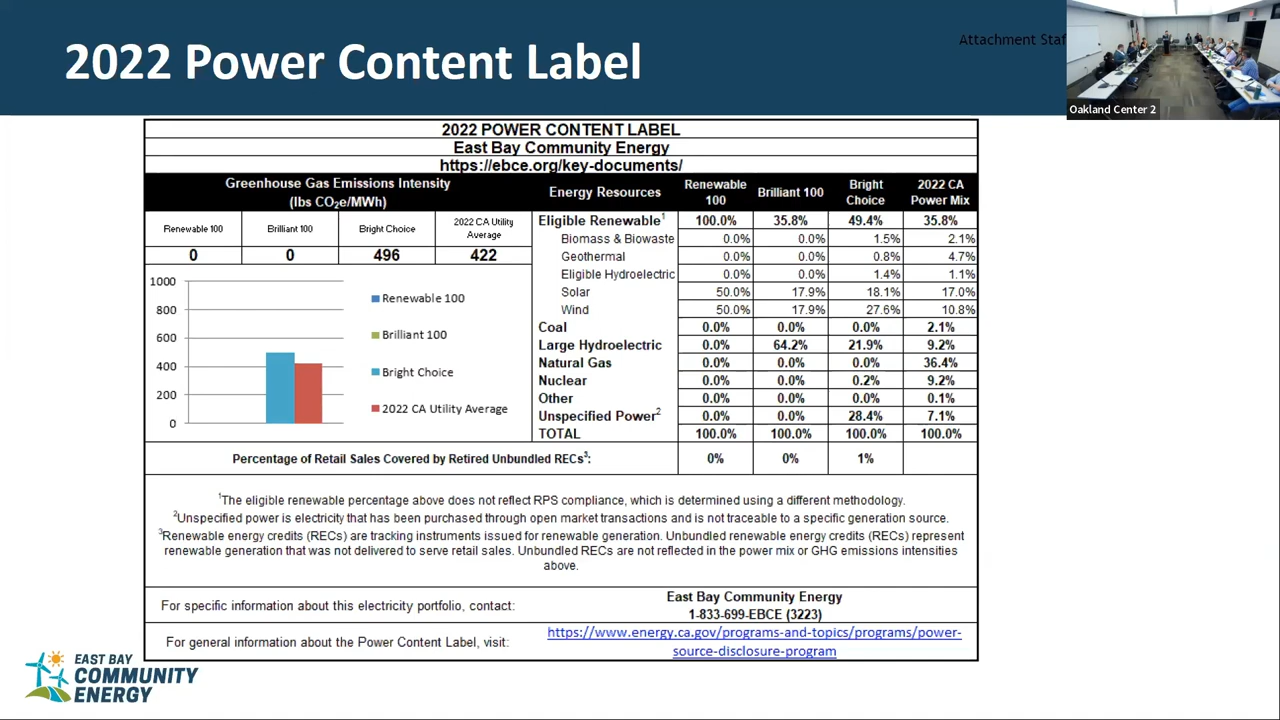 2022 Power Content Label
Attachment Staf
Oakland Center 2
2022 POWER CONTENT LABEL
East Bay Community Energy
https://ebce.org/key-documents/
Greenhouse Gas Emissions Intensity
(lbs CO₂e/MWh)
Renewable 100 Brilliant 100 Bright Choice 2022 CA Utility Average
0 0 496 422
1000
800
600
400
200
0
Renewable 100
Brilliant 100
Bright Choice
2022 CA Utility Average
Energy Resources Renewable 100 Brilliant 100 Bright Choice 2022 CA Power Mix
Eligible Renewable¹ 100.0% 35.8% 49.4% 35.8%
Biomass & Biowaste 0.0% 0.0% 1.5% 2.1%
Geothermal 0.0% 0.0% 0.8% 4.7%
Eligible Hydroelectric 0.0% 0.0% 1.4% 1.1%
Solar 50.0% 17.9% 18.1% 17.0%
Wind 50.0% 17.9% 27.6% 10.8%
Coal 0.0% 0.0% 0.0% 2.1%
Large Hydroelectric 0.0% 64.2% 21.9% 9.2%
Natural Gas 0.0% 0.0% 0.0% 36.4%
Nuclear 0.0% 0.0% 0.2% 9.2%
Other 0.0% 0.0% 0.0% 0.1%
Unspecified Power² 0.0% 0.0% 28.4% 7.1%
TOTAL 100.0% 100.0% 100.0% 100.0%
Percentage of Retail Sales Covered by Retired Unbundled RECs³: 0% 0% 1%
¹The eligible renewable percentage above does not reflect RPS compliance, which is determined using a different methodology.
²Unspecified power is electricity that has been purchased through open market transactions and is not traceable to a specific generation source.
³Renewable energy credits (RECs) are tracking instruments issued for renewable generation. Unbundled renewable energy credits (RECs) represent
renewable generation that was not delivered to serve retail sales. Unbundled RECs are not reflected in the power mix or GHG emissions intensities
above.
For specific information about this electricity portfolio, contact:
East Bay Community Energy
1-833-699-EBCE (3223)
For general information about the Power Content Label, visit:
https://www.energy.ca.gov/programs-and-topics/programs/power-
source-disclosure-program
EAST BAY
COMMUNITY
ENERGY